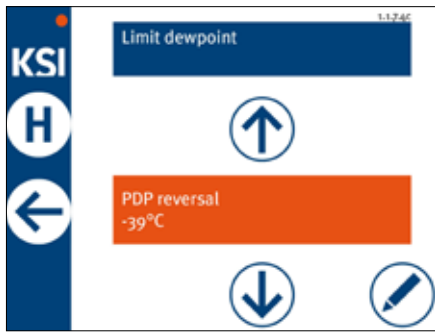 1.1.7.4c
Limit dewpoint
KSI
H
PDP reversal
-39°C